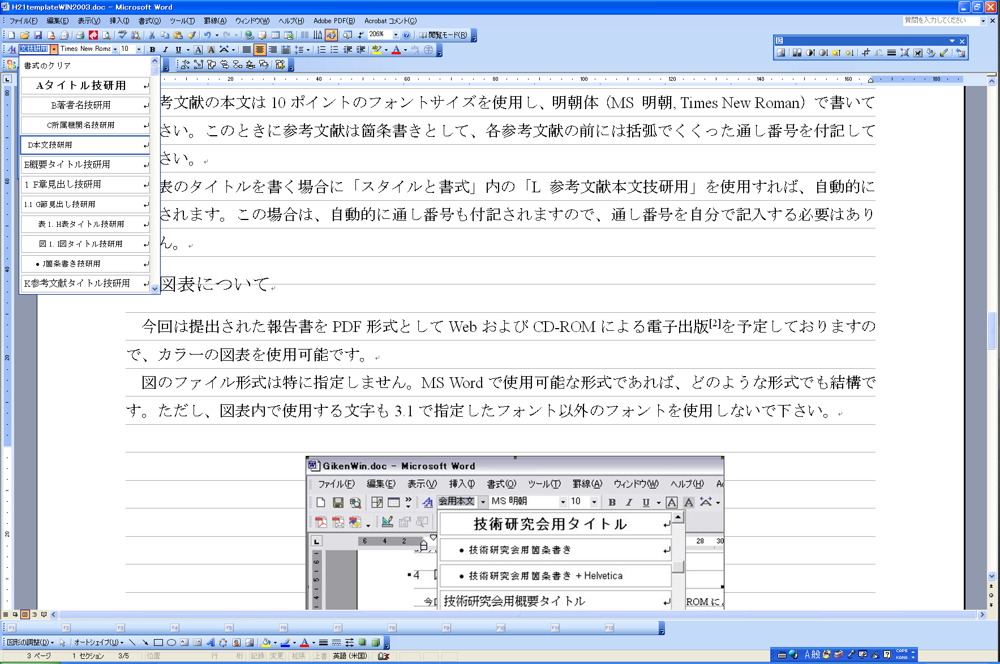 H21templateWIN2003.doc - Microsoft Word
ファイル(F) 編集(E) 表示(V) 挿入(I) 書式(O) ツール(T) 罫線(A) ウィンドウ(W) ヘルプ(H) Adobe PDF(B) Acrobat コメント(C) 質問を入力してください
206% 閲覧モード(R)
文技研用 Times New Roma 10 B I U A A
書式のクリア
Aタイトル技研用
B著者名技研用
C所属機関名技研用
D本文技研用
E概要タイトル技研用
1 F章見出し技研用
1.1 G節見出し技研用
表 1. H表タイトル技研用
図 1. I図タイトル技研用
• J箇条書き技研用
K参考文献タイトル技研用
図
20 40 60 80 100 120 140 160 180
80
60
40
20
20
考文献の本文は 10 ポイントのフォントサイズを使用し、明朝体（MS 明朝, Times New Roman）で書いて
さい。このときに参考文献は箇条書きとして、各参考文献の前には括弧でくくった通し番号を付記して
さい。
表のタイトルを書く場合に「スタイルと書式」内の「L 参考文献本文技研用」を使用すれば、自動的に
されます。この場合は、自動的に通し番号も付記されますので、通し番号を自分で記入する必要はあり
ん。
図表について
今回は提出された報告書を PDF 形式として Web および CD-ROM による電子出版[2]を予定しておりますの
で、カラーの図表を使用可能です。
図のファイル形式は特に指定しません。MS Word で使用可能な形式であれば、どのような形式でも結構で
す。ただし、図表内で使用する文字も 3.1 で指定したフォント以外のフォントを使用しないで下さい。
GikenWin.doc - Microsoft Word
ファイル(F) 編集(E) 表示(V) 挿入(I) 書式(O) ツール(T) 罫線(A) ウィンドウ(W) ヘルプ(H) Ac
会用本文 MS 明朝 10 B I U A A
技術研究会用タイトル
6 4 2 28 30
• 技術研究会用箇条書き
4
• 技術研究会用箇条書き + Helvetica
今
技術研究会用概要タイトル
ROM に
F1 F2 F3 F4 F5 F6 F7 F8 F9 F10 F11 F12
図形の調整(D) オートシェイプ(U)
3 ページ 1 セクション 3/5 位置 行 桁 記録 変更 拡張 上書 英語 (米国)
A 般 CAPS
KANA